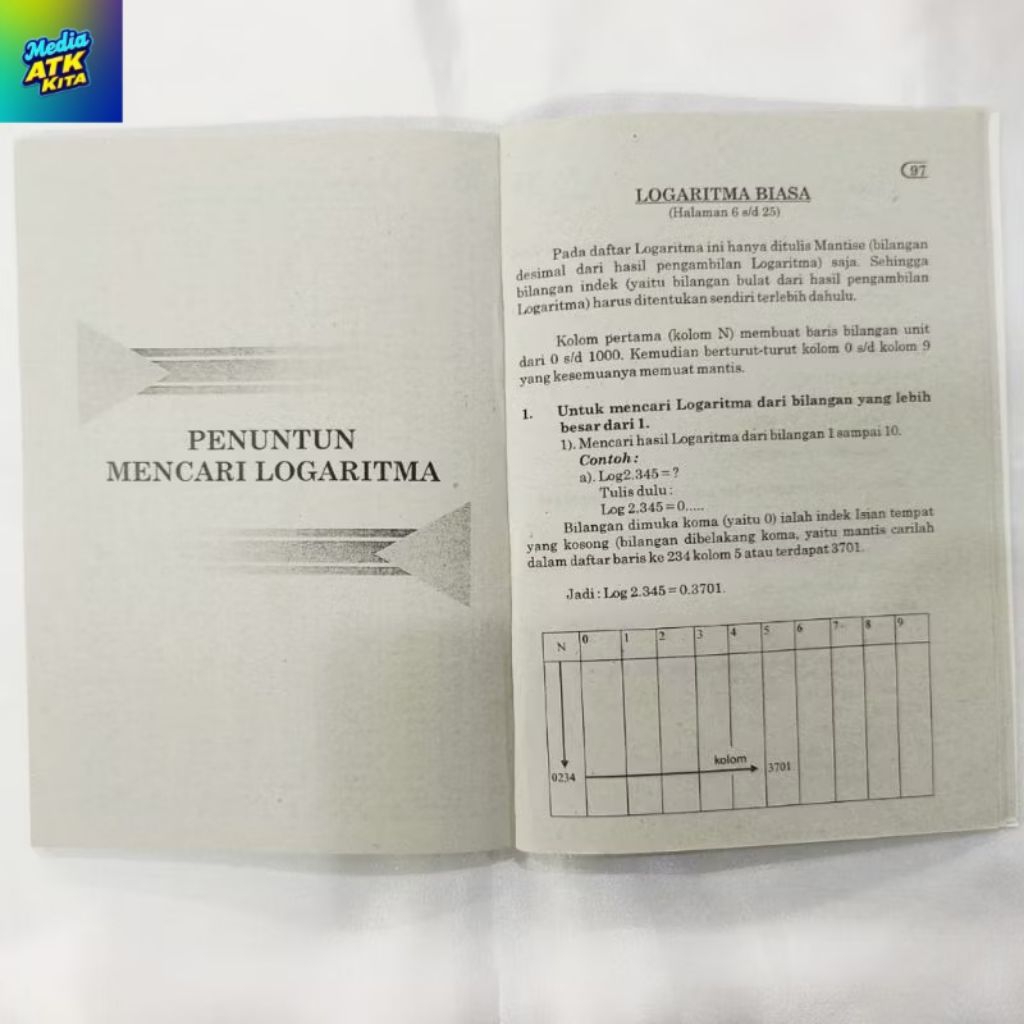 Media
ATK
KITA
PENUNTUN
MENCARI LOGARITMA
97
LOGARITMA BIASA
(Halaman 6 s/d 25)
Pada daftar Logaritma ini hanya ditulis Mantise (bilangan
desimal dari hasil pengambilan Logaritma) saja. Sehingga
bilangan indek (yaitu bilangan bulat dari hasil pengambilan
Logaritma) harus ditentukan sendiri terlebih dahulu.
Kolom pertama (kolom N) membuat baris bilangan unit
dari 0 s/d 1000. Kemudian berturut-turut kolom 0 s/d kolom 9
yang kesemuanya memuat mantis.
1. Untuk mencari Logaritma dari bilangan yang lebih
besar dari 1.
1). Mencari hasil Logaritma dari bilangan 1 sampai 10.
Contoh :
a). Log2.345 = ?
Tulis dulu :
Log 2.345 = 0.....
Bilangan dimuka koma (yaitu 0) ialah indek Isian tempat
yang kosong (bilangan dibelakang koma, yaitu mantis carilah
dalam daftar baris ke 234 kolom 5 atau terdapat 3701.
Jadi : Log 2.345 = 0.3701.
N 0 1 2 3 4 5 6 7 8 9
kolom
0234 3701